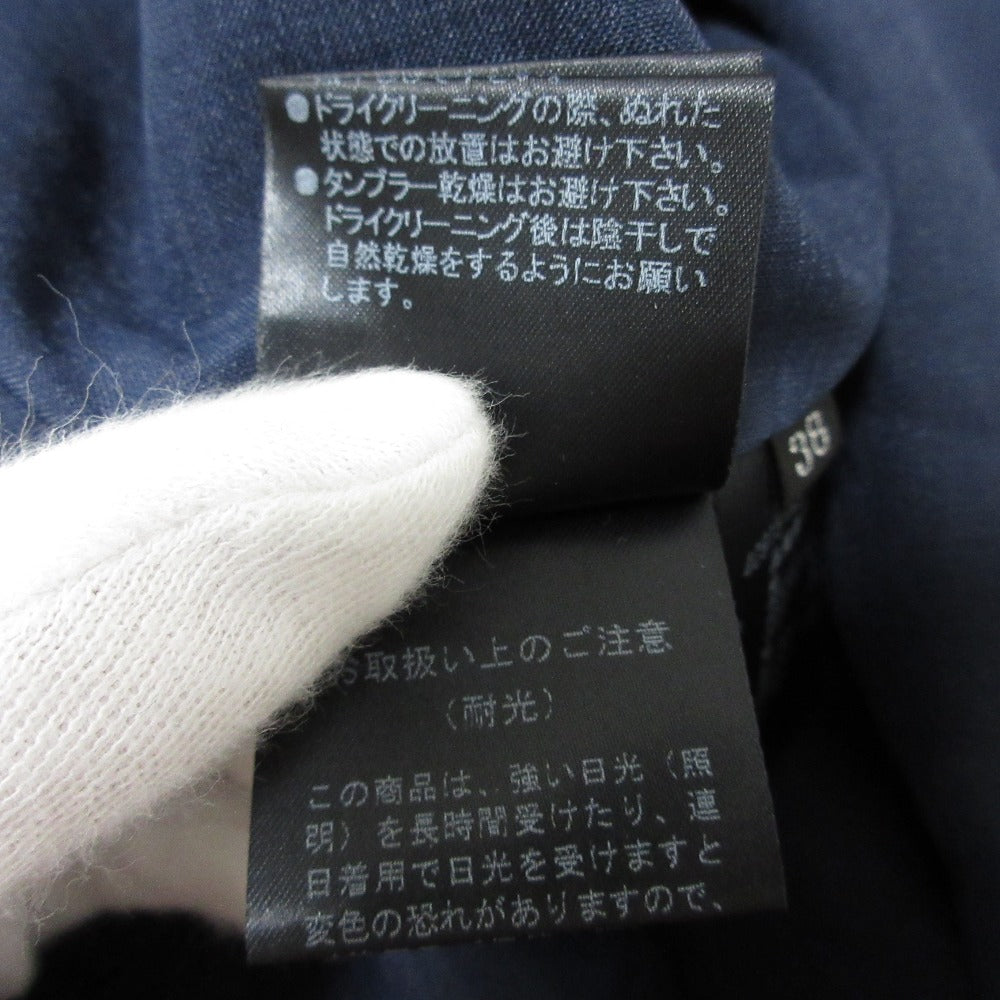 ●ドライクリーニングの際、ぬれた
状態での放置はお避け下さい。
●タンブラー乾燥はお避け下さい。
ドライクリーニング後は陰干しで
自然乾燥をするようにお願い
します。
38
お取扱い上のご注意
（耐光）
この商品は、強い日光（照
明）を長時間受けたり、連
日着用で日光を受けますと
変色の恐れがありますので、